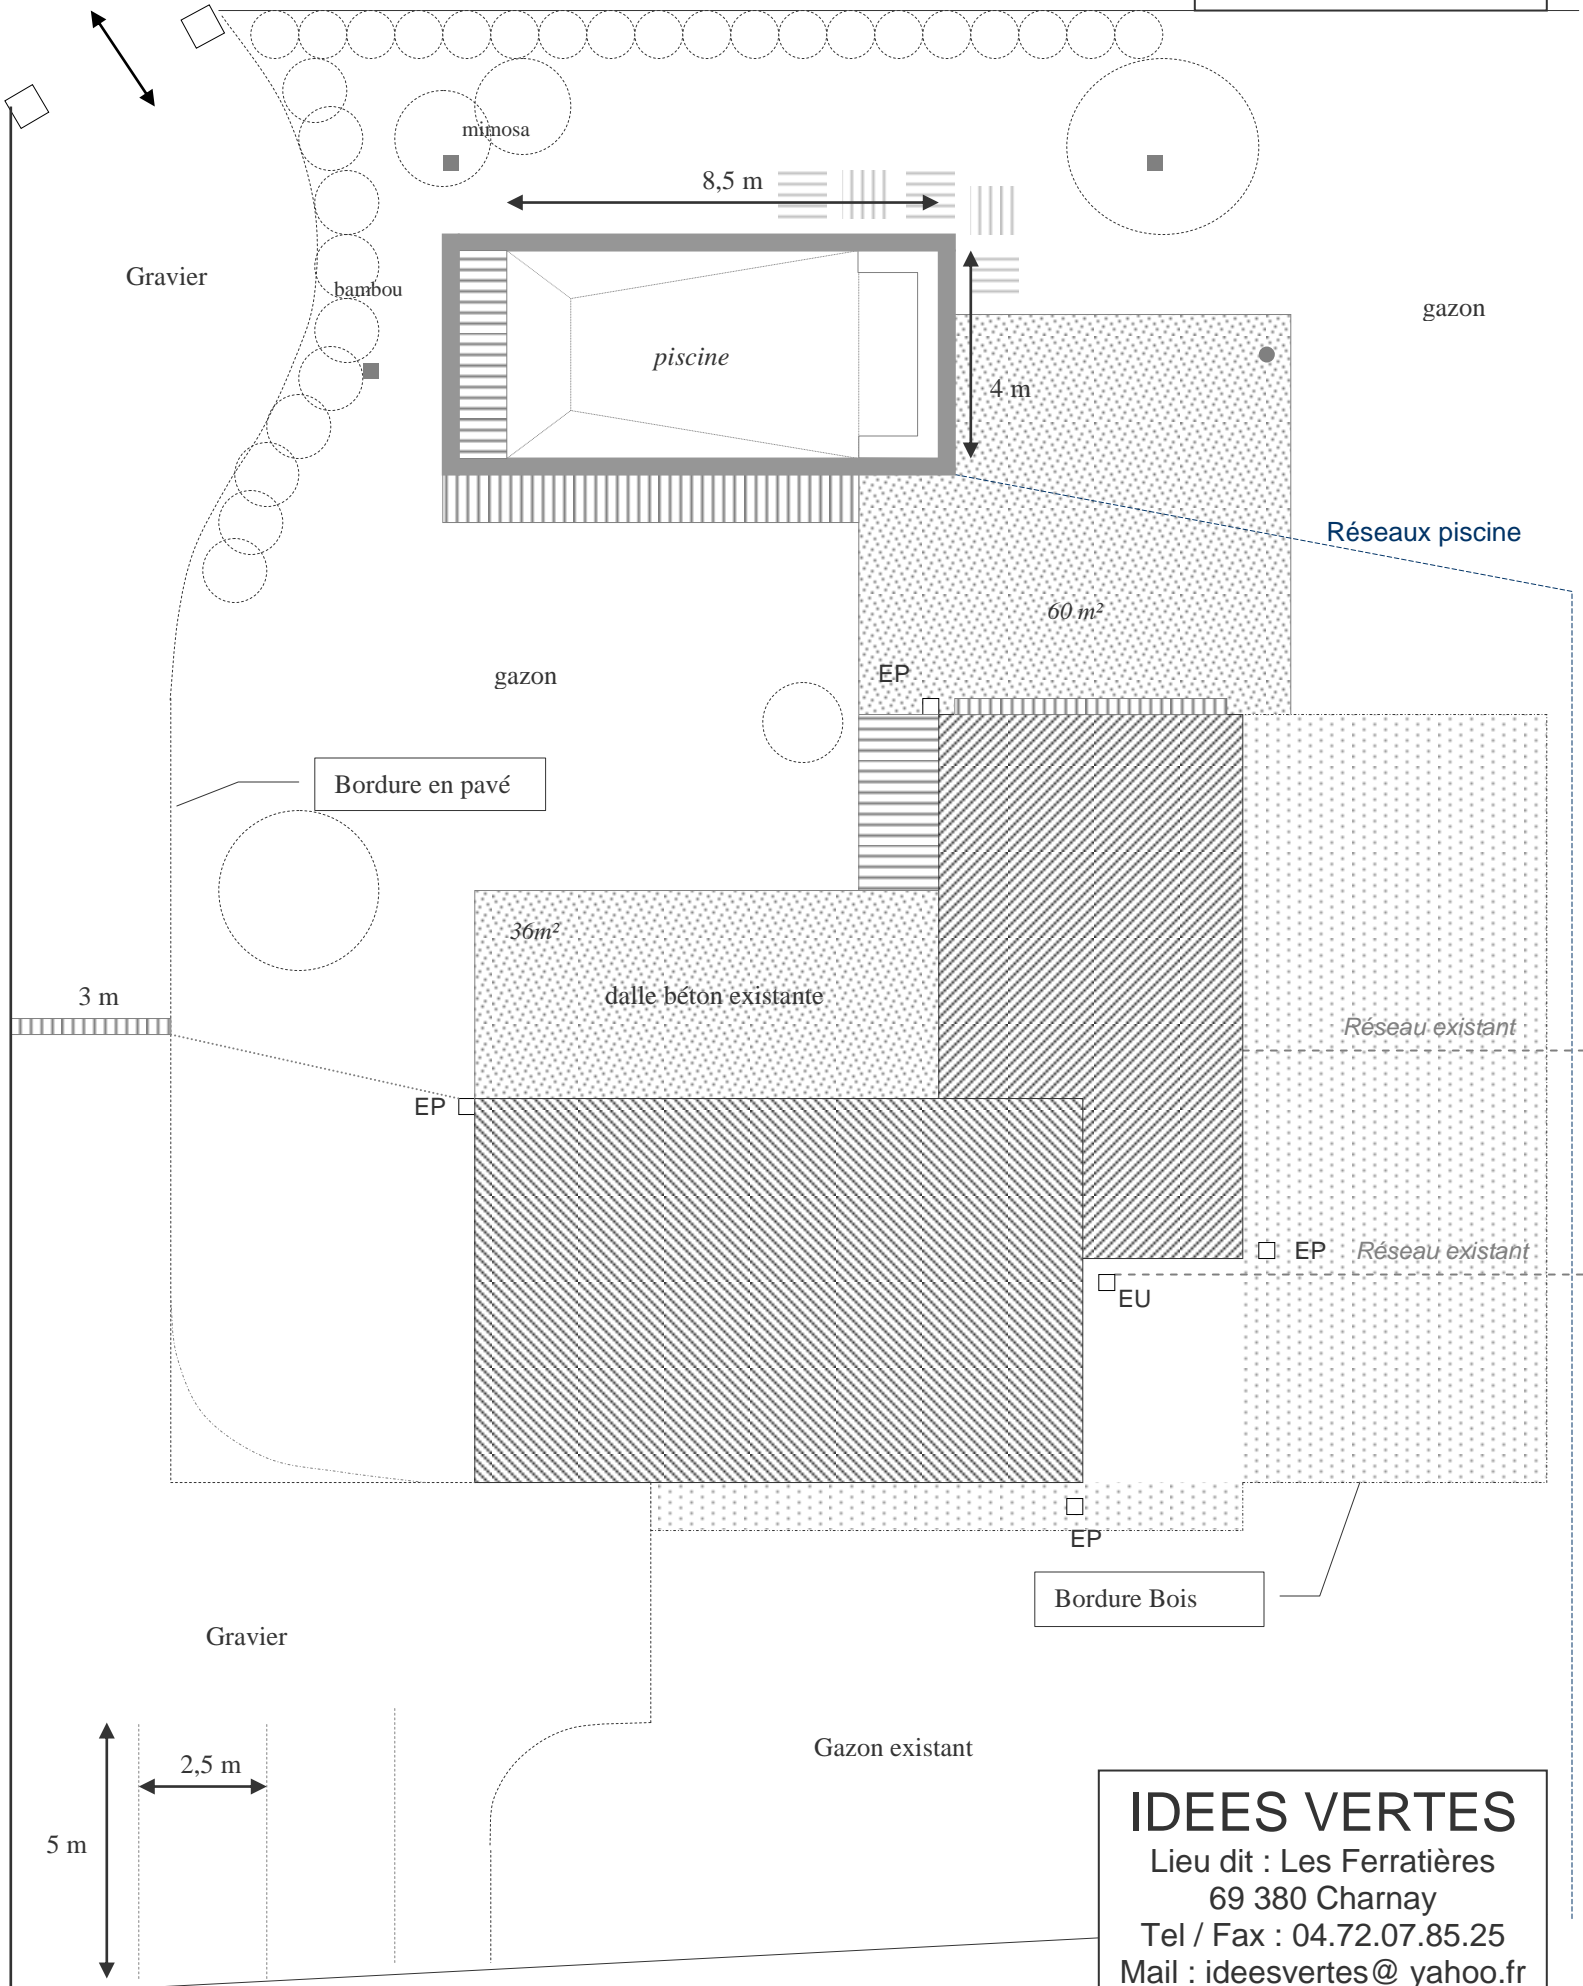 mimosa
8,5 m
Gravier
bambou
gazon
piscine
4 m
Réseaux piscine
60 m²
EP
gazon
Bordure en pavé
36m²
3 m
dalle béton existante
Réseau existant
EP
EP
Réseau existant
EU
EP
Bordure Bois
Gravier
Gazon existant
2,5 m
5 m
IDEES VERTES
Lieu dit : Les Ferratières
69 380 Charnay
Tel / Fax : 04.72.07.85.25
Mail : ideesvertes@ yahoo.fr